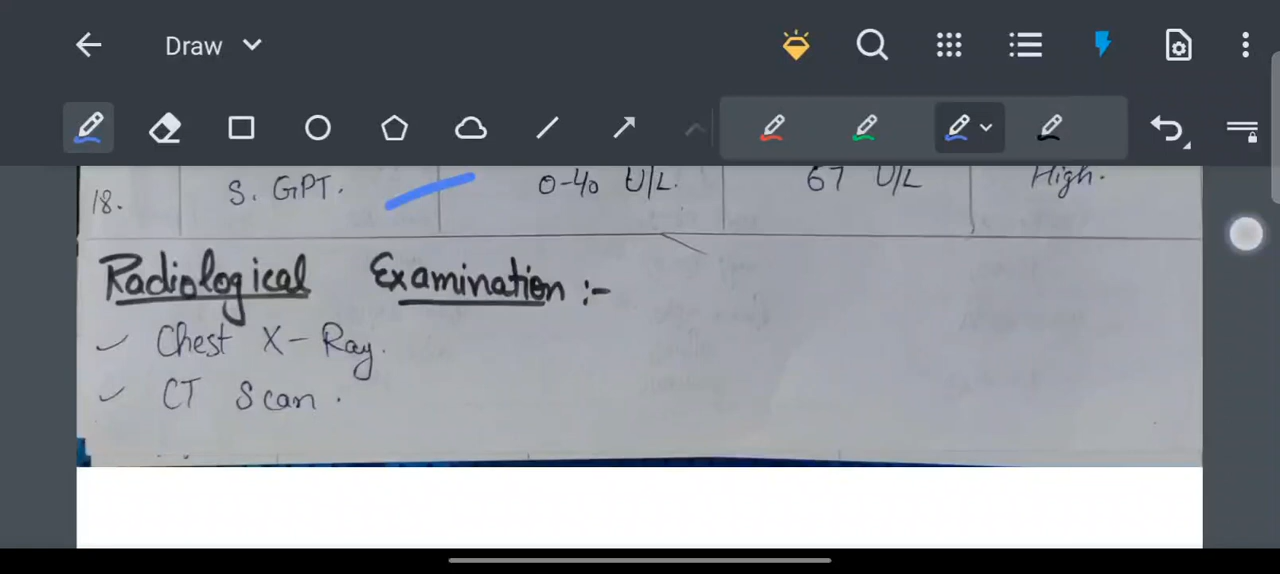 Draw
18. S. GPT. 0-40 U/L. 67 U/L High.
Radiological Examination :-
Chest X-Ray.
CT Scan.